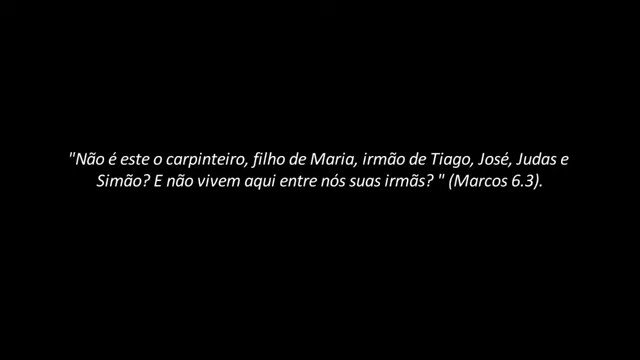 "Não é este o carpinteiro, filho de Maria, irmão de Tiago, José, Judas e
Simão? E não vivem aqui entre nós suas irmãs? " (Marcos 6.3).